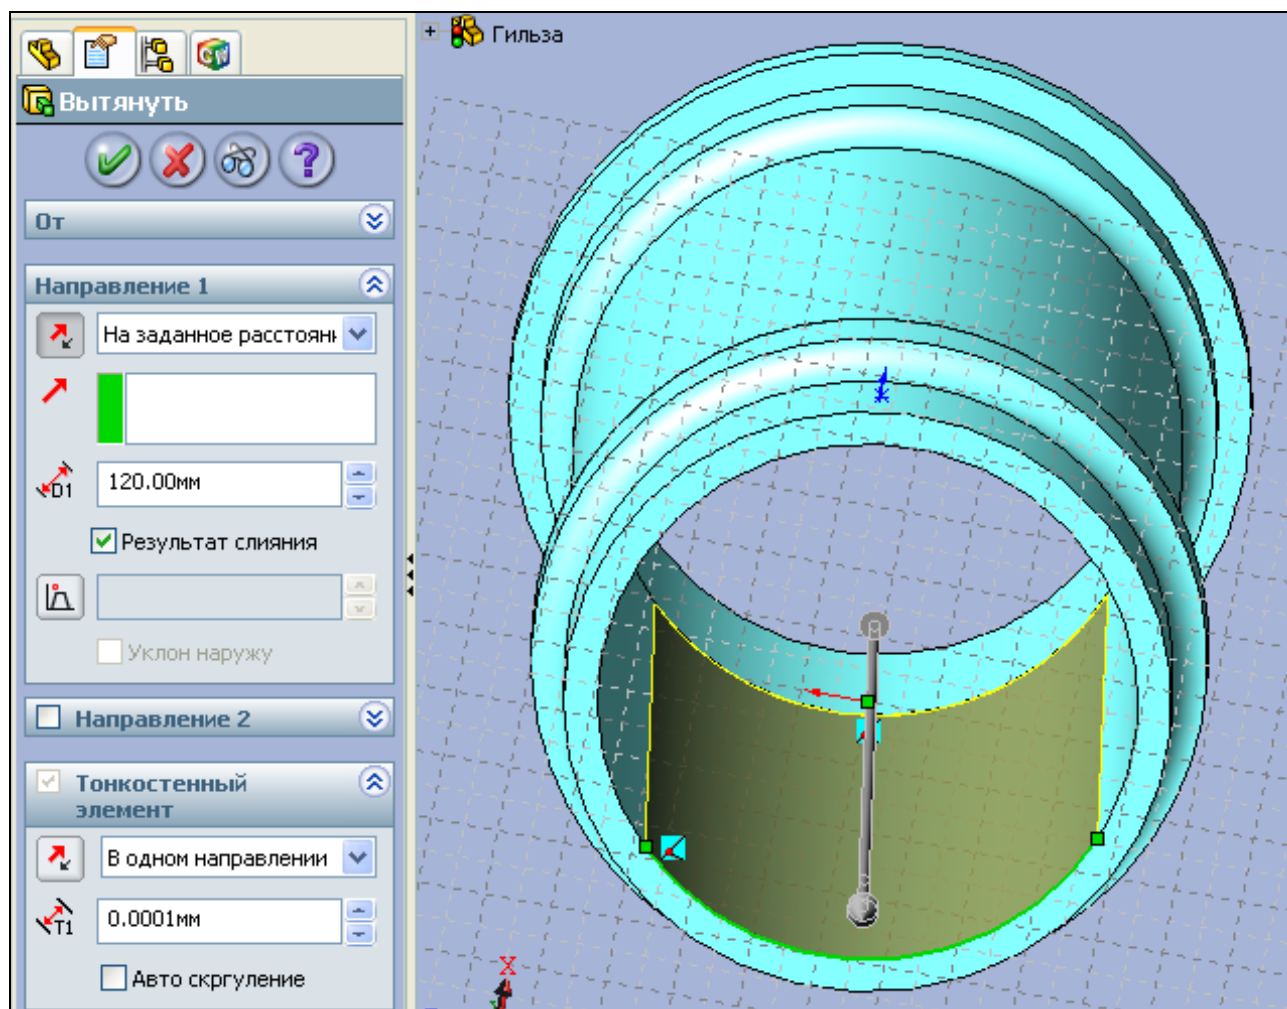 Гильза
Вытянуть
От
Направление 1
На заданное расстояни
D1
120.00мм
Результат слияния
Уклон наружу
Направление 2
Тонкостенный
элемент
В одном направлении
T1
0.0001мм
Авто скргуление
X